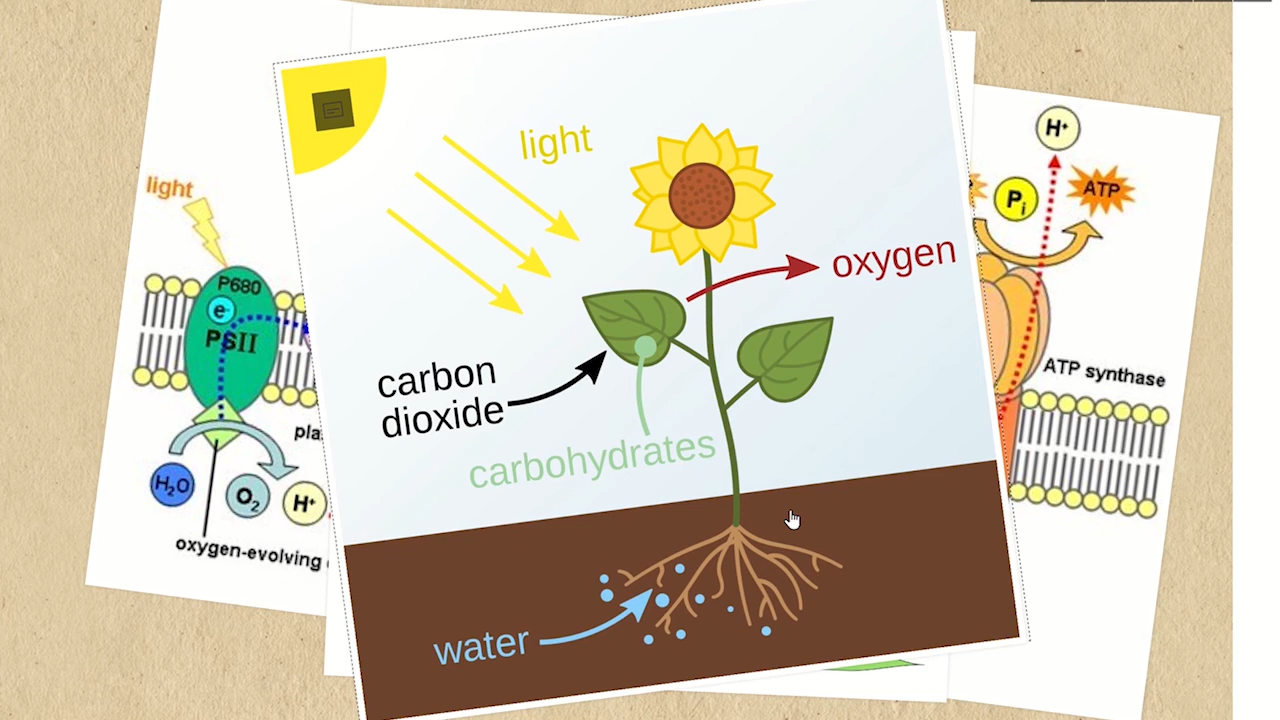 light
oxygen
carbon
dioxide
carbohydrates
water
light
P680
e-
PSII
H2O
O2
H+
oxygen-evolving
H+
Pi
ATP
ATP synthase